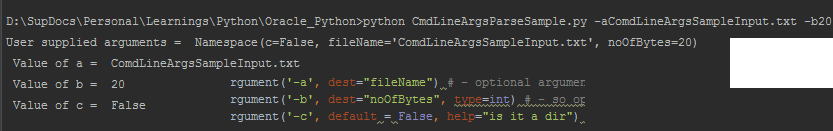 D:\SupDocs\Personal\Learnings\Python\Oracle_Python>python CmdLineArgsParseSample.py -aComdLineArgsSampleInput.txt -b20
User supplied arguments =  Namespace(c=False, fileName='ComdLineArgsSampleInput.txt', noOfBytes=20)
Value of a =  ComdLineArgsSampleInput.txt
Value of b =  20
rgument('-a', dest="fileName") # - optional argumen
rgument('-b', dest="noOfBytes", type=int) # - so op
Value of c =  False
rgument('-c', default = False, help="is it a dir")